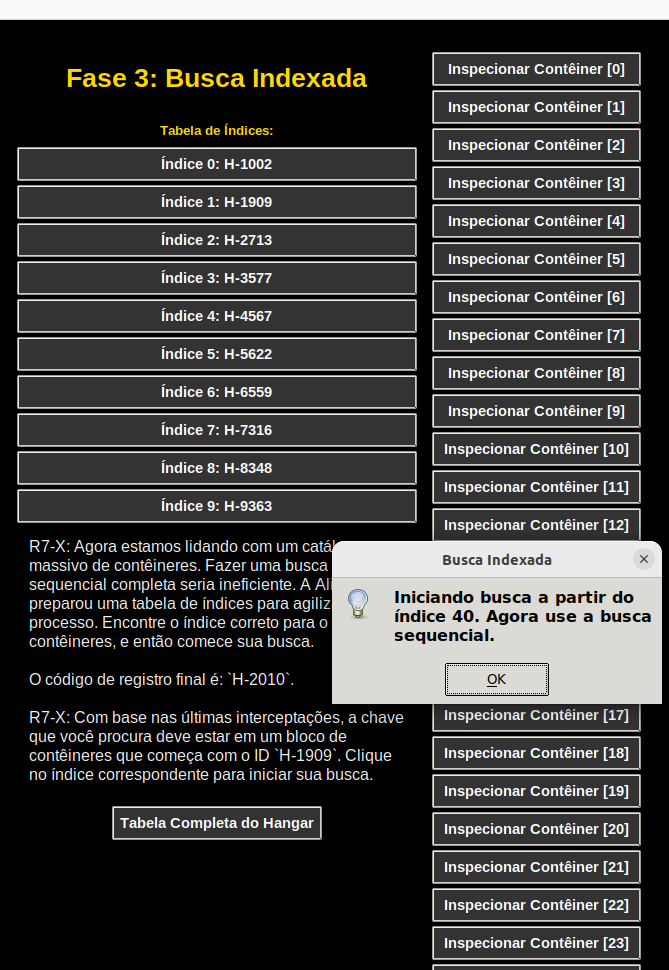 Fase 3: Busca Indexada
Tabela de Índices:
Índice 0: H-1002
Índice 1: H-1909
Índice 2: H-2713
Índice 3: H-3577
Índice 4: H-4567
Índice 5: H-5622
Índice 6: H-6559
Índice 7: H-7316
Índice 8: H-8348
Índice 9: H-9363
R7-X: Agora estamos lidando com um
massivo de contêineres. Fazer uma busca
sequencial completa seria ineficiente. A
preparou uma tabela de índices para
processo. Encontre o índice correto para o
contêineres, e então comece sua busca.
O código de registro final é: `H-2010`.
R7-X: Com base nas últimas interceptações, a chave
que você procura deve estar em um bloco de
contêineres que começa com o ID `H-1909`. Clique
no índice correspondente para iniciar sua busca.
Tabela Completa do Hangar
Inspecionar Contêiner [0]
Inspecionar Contêiner [1]
Inspecionar Contêiner [2]
Inspecionar Contêiner [3]
Inspecionar Contêiner [4]
Inspecionar Contêiner [5]
Inspecionar Contêiner [6]
Inspecionar Contêiner [7]
Inspecionar Contêiner [8]
Inspecionar Contêiner [9]
Inspecionar Contêiner [10]
Inspecionar Contêiner [11]
Inspecionar Contêiner [12]
Busca Indexada
Iniciando busca a partir do
índice 40. Agora use a busca
sequencial.
OK
Inspecionar Contêiner [17]
Inspecionar Contêiner [18]
Inspecionar Contêiner [19]
Inspecionar Contêiner [20]
Inspecionar Contêiner [21]
Inspecionar Contêiner [22]
Inspecionar Contêiner [23]